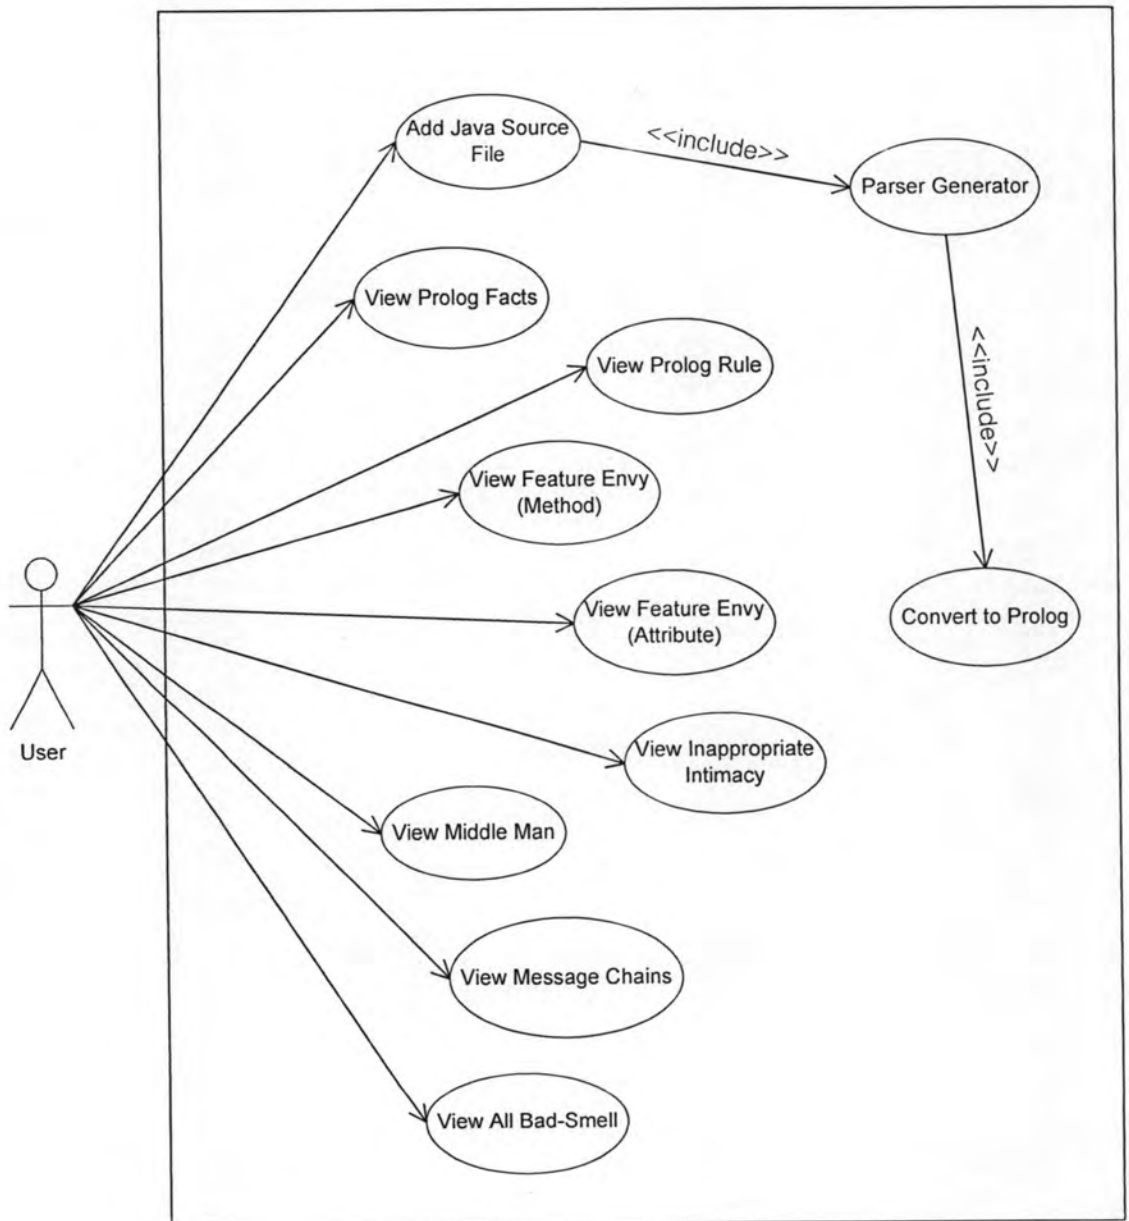 Add Java Source
File
<<include>>
Parser Generator
View Prolog Facts
View Prolog Rule
<<include>>
View Feature Envy
(Method)
View Feature Envy
(Attribute)
Convert to Prolog
User
View Inappropriate
Intimacy
View Middle Man
View Message Chains
View All Bad-Smell